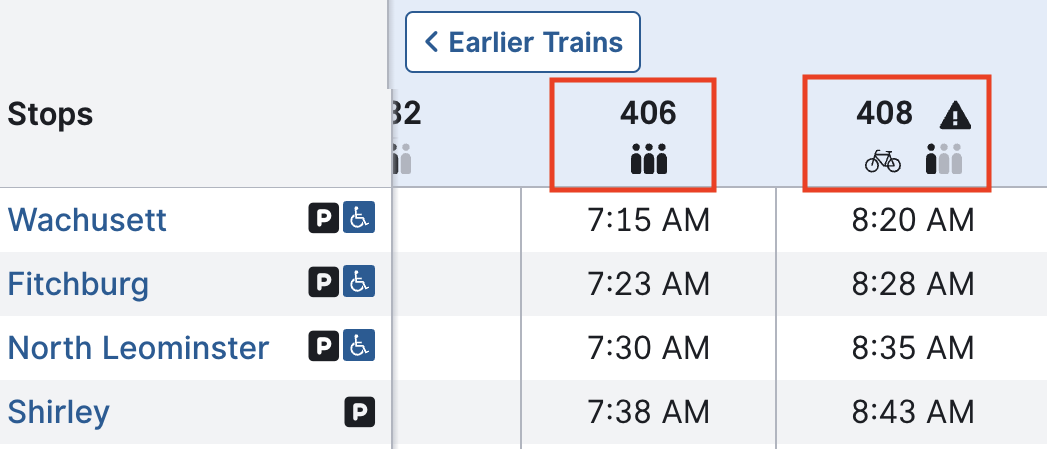 Earlier Trains
Stops 32 406 408
Wachusett P 7:15 AM 8:20 AM
Fitchburg P 7:23 AM 8:28 AM
North Leominster P 7:30 AM 8:35 AM
Shirley P 7:38 AM 8:43 AM